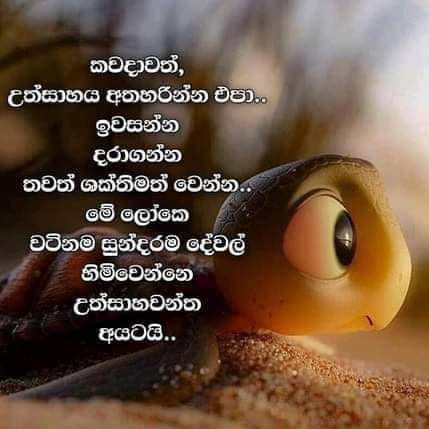 කවදාවත්,
උත්සාහය අතහරින්න එපා..
ඉවසන්න
දරාගන්න
තවත් ශක්තිමත් වෙන්න..
මේ ලෝකෙ
වටිනම සුන්දරම දේවල්
හිමිවෙන්නෙ
උත්සාහවන්ත
අයටයි..